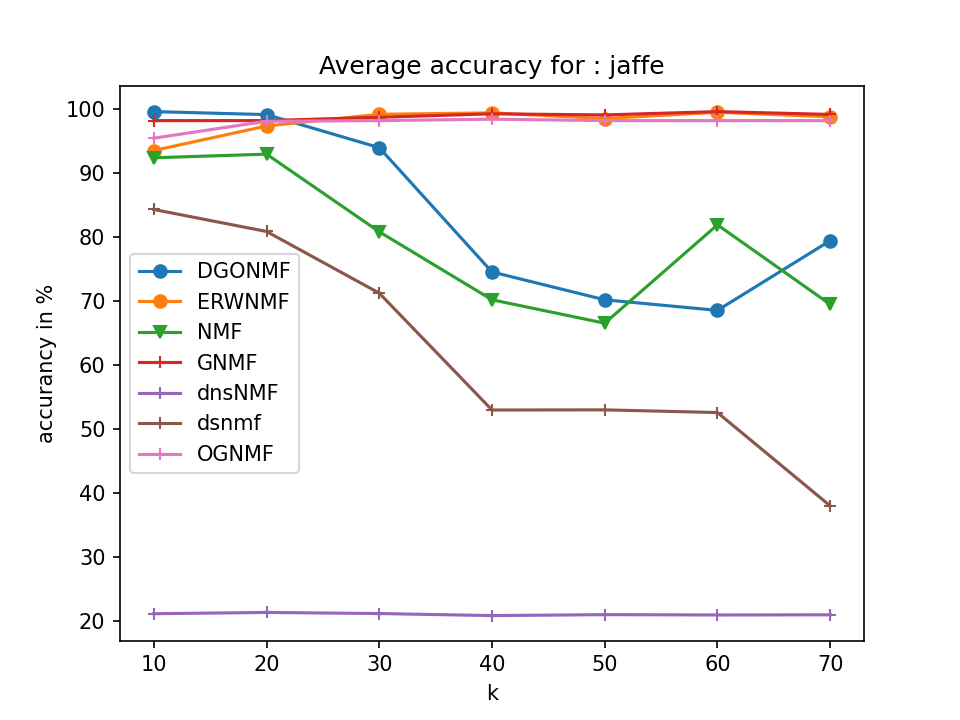 Average accuracy for : jaffe
accurancy in %
100
90
80
70
60
50
40
30
20
DGONMF
ERWNMF
NMF
GNMF
dnsNMF
dsnmf
OGNMF
10 20 30 40 50 60 70
k